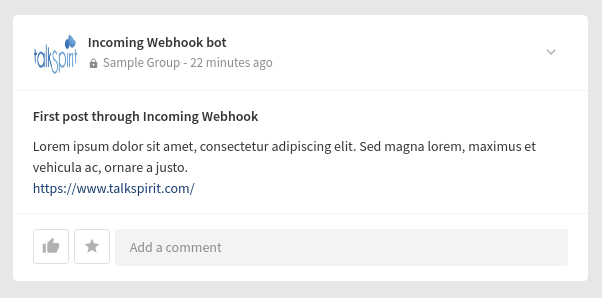 talkspirit
Incoming Webhook bot
Sample Group - 22 minutes ago
First post through Incoming Webhook
Lorem ipsum dolor sit amet, consectetur adipiscing elit. Sed magna lorem, maximus et
vehicula ac, ornare a justo.
https://www.talkspirit.com/
Add a comment